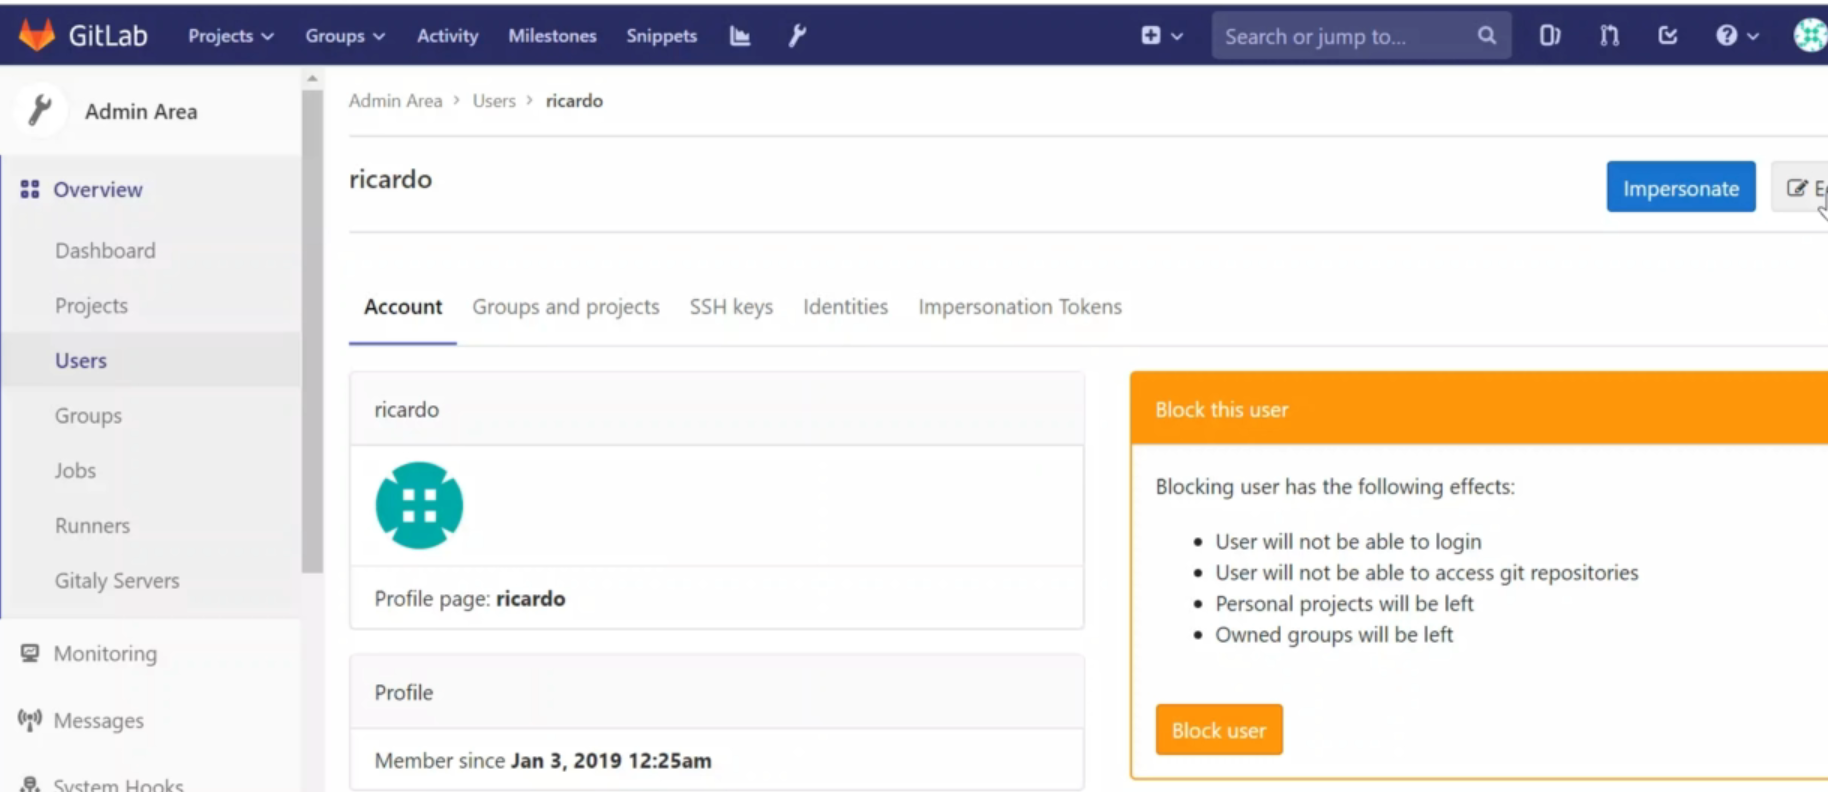 GitLab Projects Groups Activity Milestones Snippets Search or jump to...
Admin Area
Admin Area > Users > ricardo
ricardo
Impersonate
Overview
Dashboard
Projects
Users
Groups
Jobs
Runners
Gitaly Servers
Monitoring
Messages
System Hooks
Account Groups and projects SSH keys Identities Impersonation Tokens
ricardo
Profile page: ricardo
Profile
Member since Jan 3, 2019 12:25am
Block this user
Blocking user has the following effects:
• User will not be able to login
• User will not be able to access git repositories
• Personal projects will be left
• Owned groups will be left
Block user